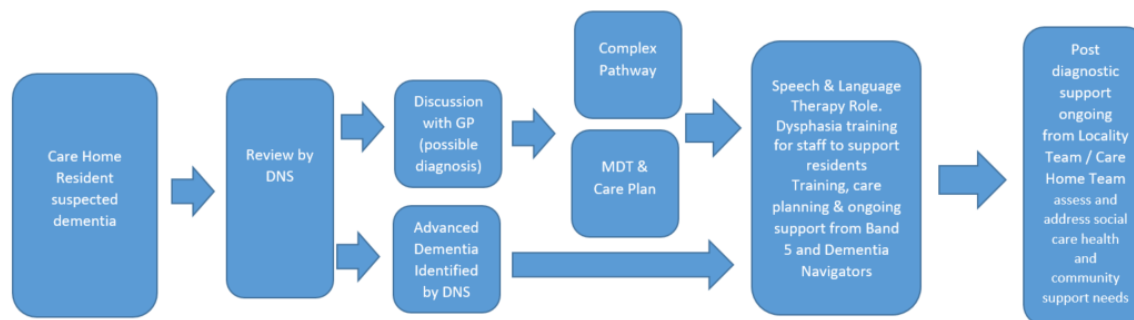 Care Home
Resident
suspected
dementia
Review by
DNS
Discussion
with GP
(possible
diagnosis)
Advanced
Dementia
Identified
by DNS
Complex
Pathway
MDT &
Care Plan
Speech & Language
Therapy Role.
Dysphasia training
for staff to support
residents
Training, care
planning & ongoing
support from Band
5 and Dementia
Navigators
Post
diagnostic
support
ongoing
from Locality
Team / Care
Home Team
assess and
address social
care health
and
community
support needs